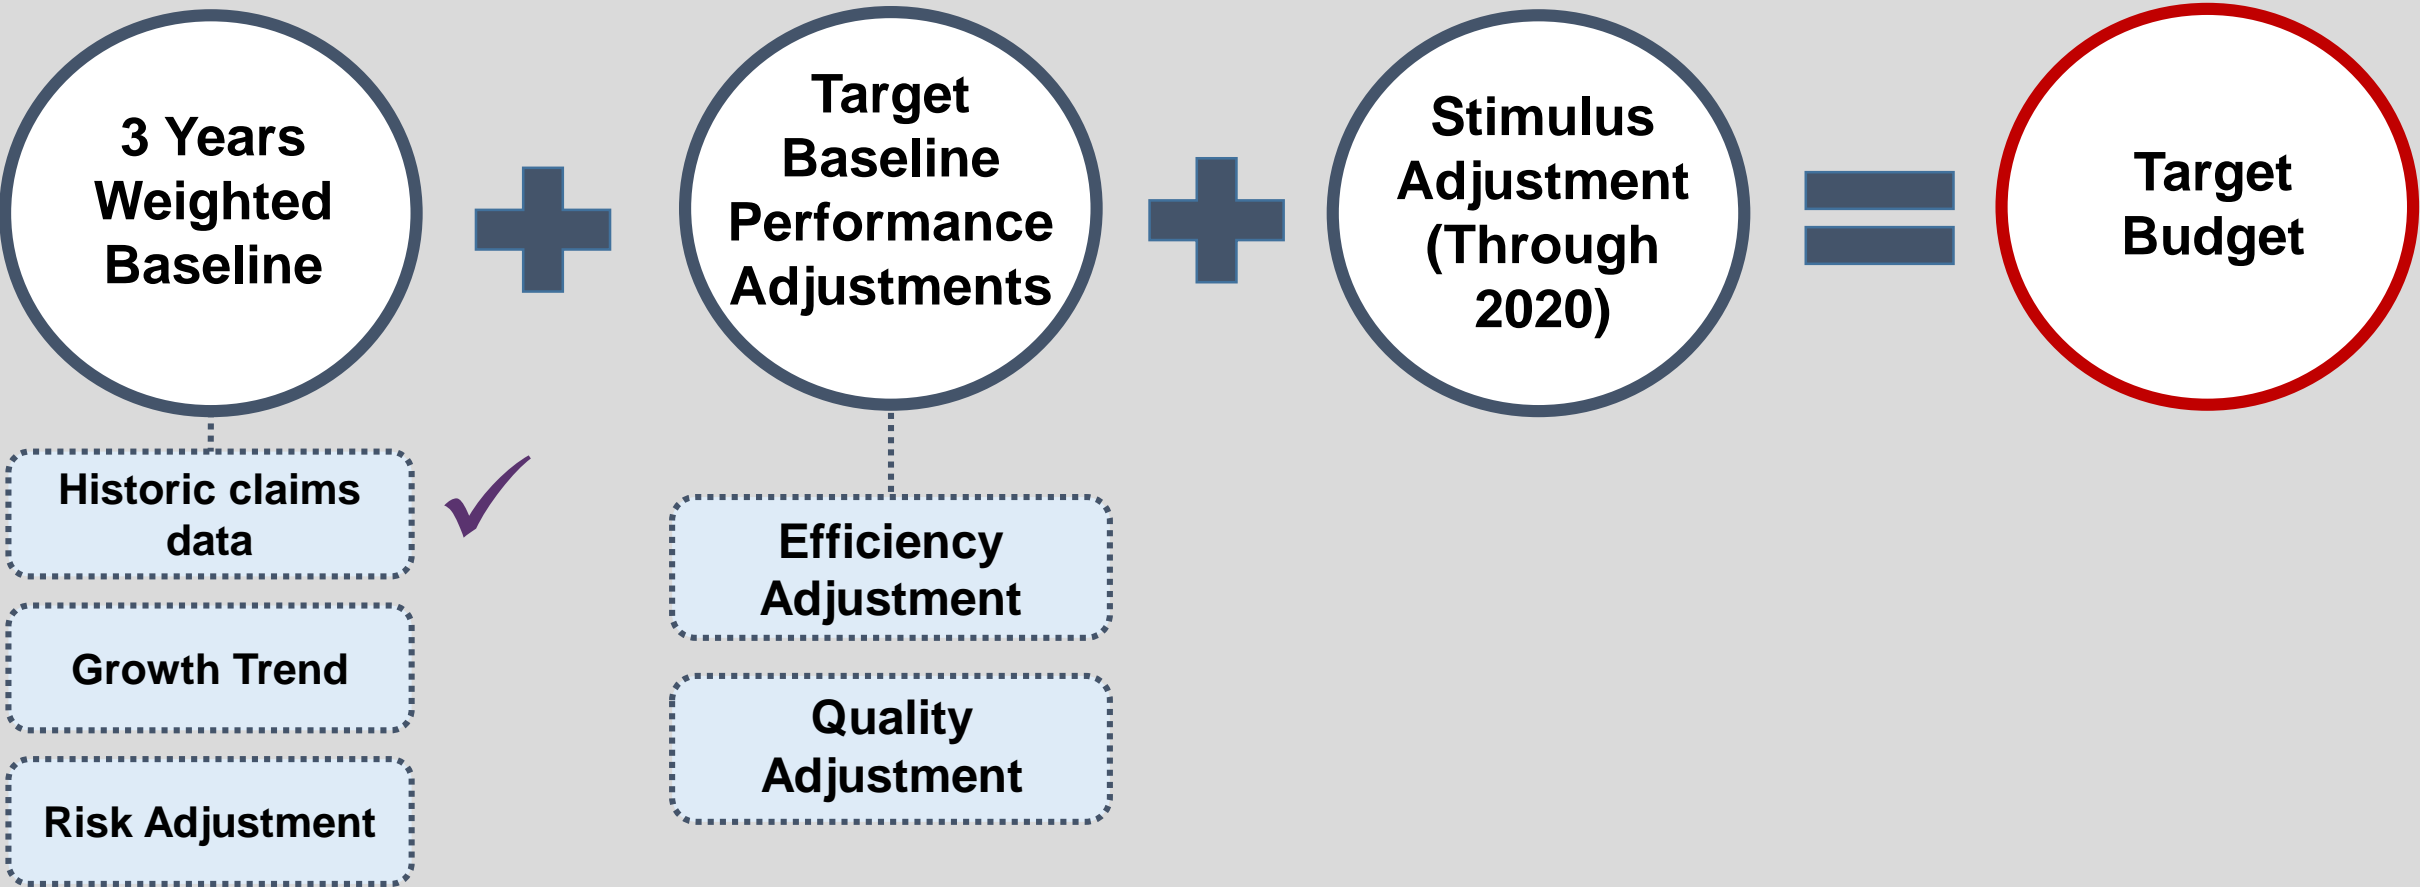 3 Years
Weighted
Baseline
Target
Baseline
Performance
Adjustments
Stimulus
Adjustment
(Through
2020)
Target
Budget
Historic claims
data
Growth Trend
Risk Adjustment
Efficiency
Adjustment
Quality
Adjustment